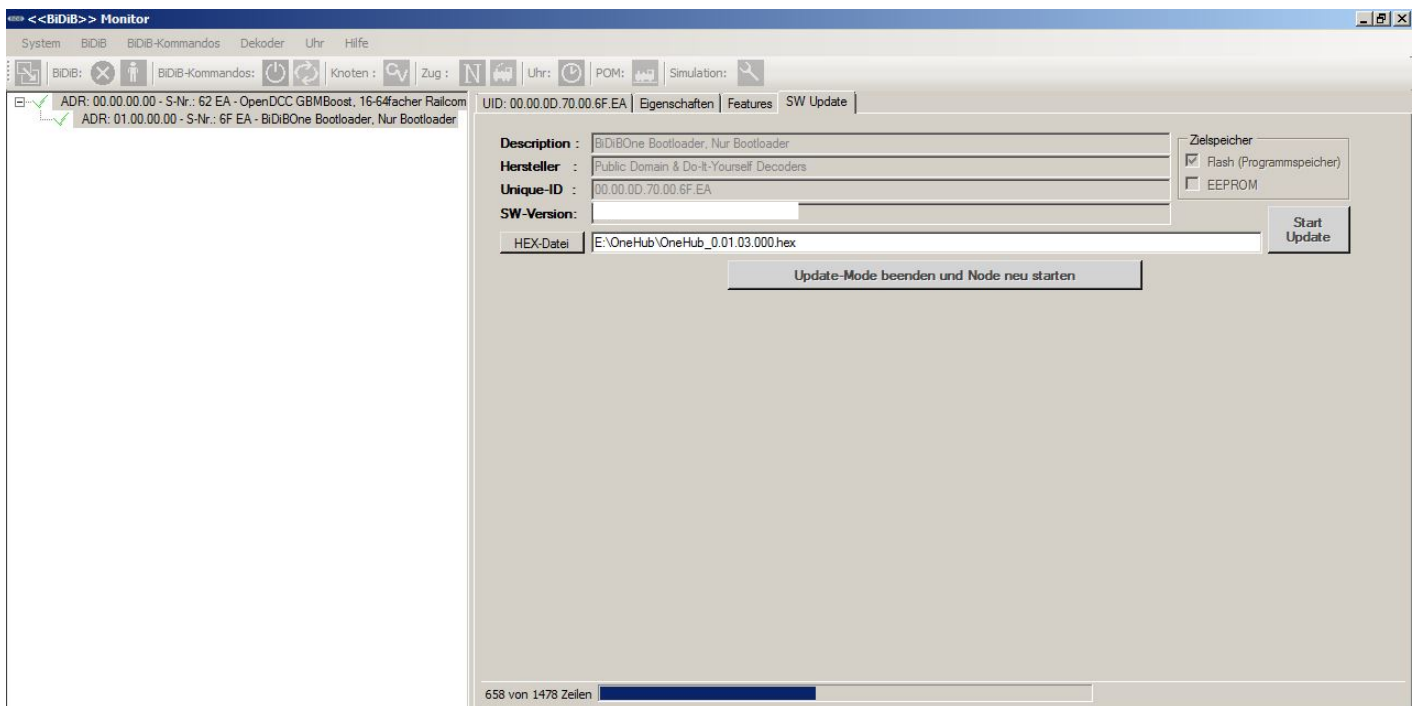 <<BiDiB>> Monitor
System BiDiB BiDiB-Kommandos Dekoder Uhr Hilfe
BiDiB: BiDiB-Kommandos: Knoten : CV Zug : N Uhr: POM: Simulation:
ADR: 00.00.00.00 - S-Nr.: 62 EA - OpenDCC GBMBoost, 16-64facher Railcom
ADR: 01.00.00.00 - S-Nr.: 6F EA - BiDiBOne Bootloader, Nur Bootloader
UID: 00.00.0D.70.00.6F.EA Eigenschaften Features SW Update
Description : BiDiBOne Bootloader, Nur Bootloader
Hersteller : Public Domain & Do-It-Yourself Decoders
Unique-ID : 00.00.0D.70.00.6F.EA
SW-Version:
HEX-Datei E:\OneHub\OneHub_0.01.03.000.hex
Zielspeicher
Flash (Programmspeicher)
EEPROM
Start
Update
Update-Mode beenden und Node neu starten
658 von 1478 Zeilen